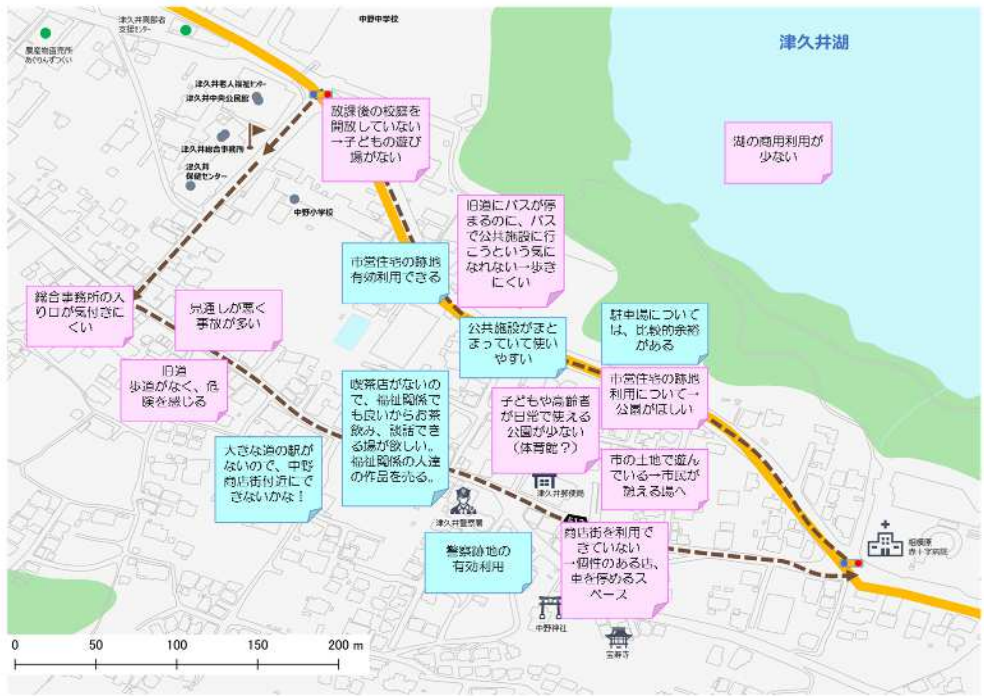 津久井湖
中野中学校
津久井商部者
支援センター
農産物直売所
あぐりんずつくい
津久井老人福祉センター
津久井中央公民館
津久井総合事務所
津久井
保健センター
中野小学校
放課後の校庭を
開放していない
→子どもの遊び
場がない
湖の商用利用が
少ない
旧道にバスが停
まるのに、バス
で公共施設に行
こうという気に
なれない→歩き
にくい
市営住宅の跡地
有効利用できる
総合事務所の入
り口が気付きに
くい
見通しが悪く
事故が多い
公共施設がまと
まっていて使い
やすい
駐車場について
は、比較的余裕
がある
旧道
歩道がなく、危
険を感じる
喫茶店がないの
で、福祉関係で
も良いからお茶
飲み、談話でき
る場が欲しい。
福祉関係の人達
の作品を売る。
子どもや高齢者
が日常で使える
公園が少ない
（体育館？）
市営住宅の跡地
利用について→
公園がほしい
大きな道の駅が
ないので、中野
商店街付近にで
きないかな！
市の土地で遊ん
でいる→市民が
憩える場へ
津久井郵便局
津久井警察署
警察跡地の
有効利用
商店街を利用で
きていない
→個性のある店、
車を停めるス
ペース
相模原
赤十字病院
中野神社
0 50 100 200 m